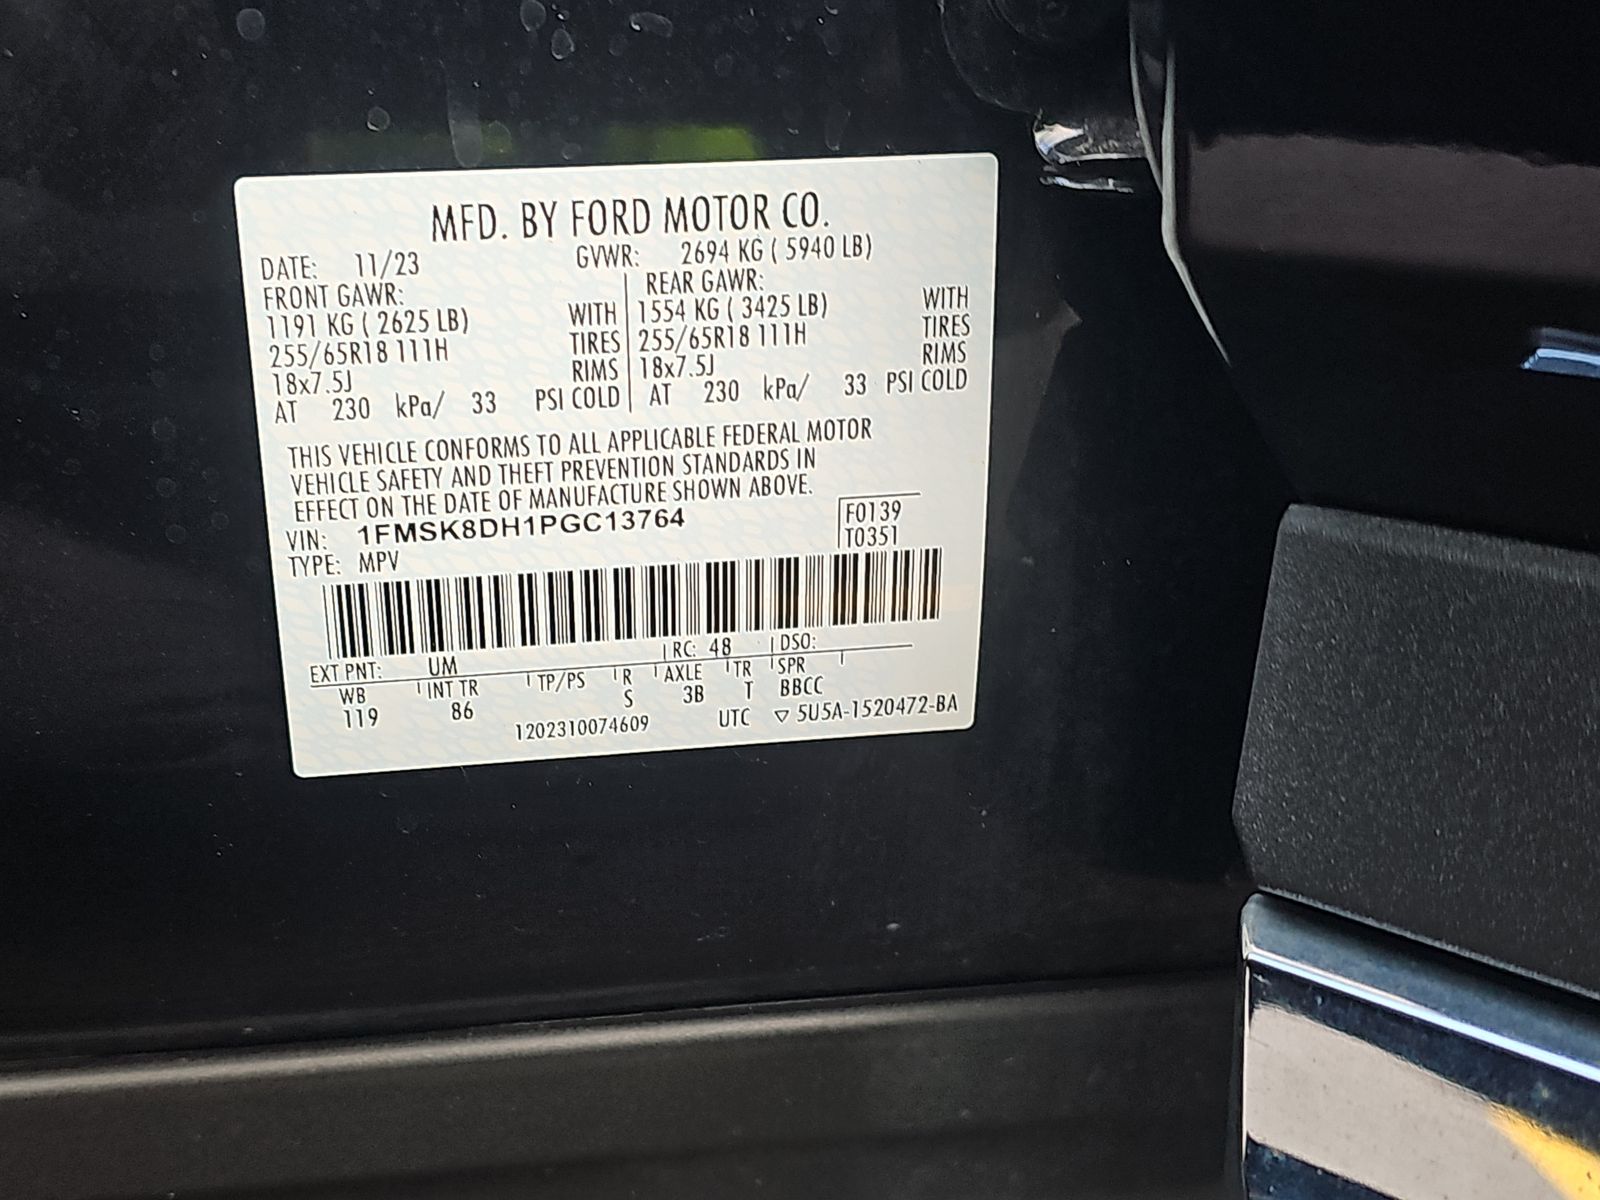 MFD. BY FORD MOTOR CO.
DATE: 11/23 GVWR: 2694 KG ( 5940 LB)
FRONT GAWR: REAR GAWR:
1191 KG ( 2625 LB) WITH 1554 KG ( 3425 LB) WITH
255/65R18 111H TIRES 255/65R18 111H TIRES
18x7.5J RIMS 18x7.5J RIMS
AT 230 kPa/ 33 PSI COLD AT 230 kPa/ 33 PSI COLD
THIS VEHICLE CONFORMS TO ALL APPLICABLE FEDERAL MOTOR
VEHICLE SAFETY AND THEFT PREVENTION STANDARDS IN
EFFECT ON THE DATE OF MANUFACTURE SHOWN ABOVE.
VIN: 1FMSK8DH1PGC13764 F0139
TYPE: MPV T0351
EXT PNT: UM RC: 48 DSO:
WB INT TR TP/PS R AXLE TR SPR
119 86 S 3B T BBCC
1202310074609 UTC ▽ 5U5A-1520472-BA